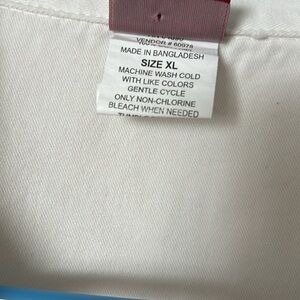 VENDOR # 60978
MADE IN BANGLADESH
SIZE XL
MACHINE WASH COLD
WITH LIKE COLORS
GENTLE CYCLE
ONLY NON-CHLORINE
BLEACH WHEN NEEDED